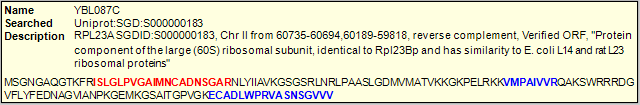 Name YBL087C
Searched Uniprot:SGD:S000000183
Description RPL23A SGDID:S000000183, Chr II from 60735-60694,60189-59818, reverse complement, Verified ORF, "Protein
component of the large (60S) ribosomal subunit, identical to Rpl23Bp and has similarity to E. coli L14 and rat L23
ribosomal proteins"
MSGNGAQGTKFRISLGLPVGAIMNCADNSGARNLYIIAVKGSGSRLNRLPAASLGDMVMATVKKGKPELRKKVMPAIVVRQAKSWRRRDG
VFLYFEDNAGVIANPKGEMKGSAITGPVGKECADLWPRVASNSGVVV